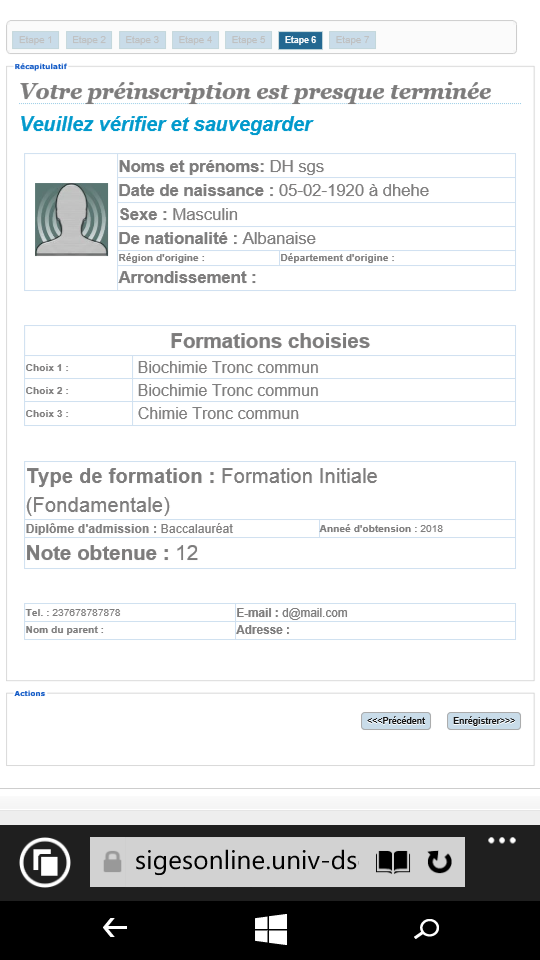 Etape 1 Etape 2 Etape 3 Etape 4 Etape 5 Etape 6 Etape 7
Récapitulatif
Votre préinscription est presque terminée
Veuillez vérifier et sauvegarder
Noms et prénoms: DH sgs
Date de naissance : 05-02-1920 à dhehe
Sexe : Masculin
De nationalité : Albanaise
Région d'origine : Département d'origine :
Arrondissement :
Formations choisies
Choix 1 : Biochimie Tronc commun
Choix 2 : Biochimie Tronc commun
Choix 3 : Chimie Tronc commun
Type de formation : Formation Initiale
(Fondamentale)
Diplôme d'admission : Baccalauréat Anneé d'obtension : 2018
Note obtenue : 12
Tel. : 237678787878 E-mail : d@mail.com
Nom du parent : Adresse :
Actions
<<<Précédent Enrégistrer>>>
sigesonline.univ-ds